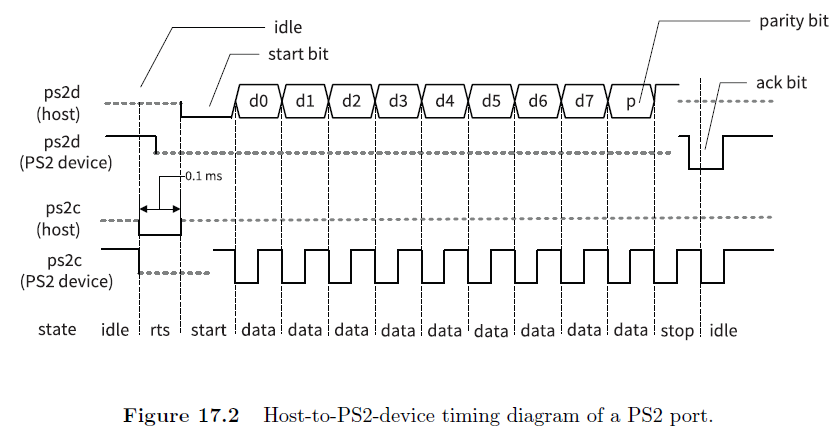 idle
parity bit
start bit
ack bit
ps2d
(host)
d0 d1 d2 d3 d4 d5 d6 d7 p
ps2d
(PS2 device)
0.1 ms
ps2c
(host)
ps2c
(PS2 device)
state idle rts start data data data data data data data data data stop idle
Figure 17.2 Host-to-PS2-device timing diagram of a PS2 port.